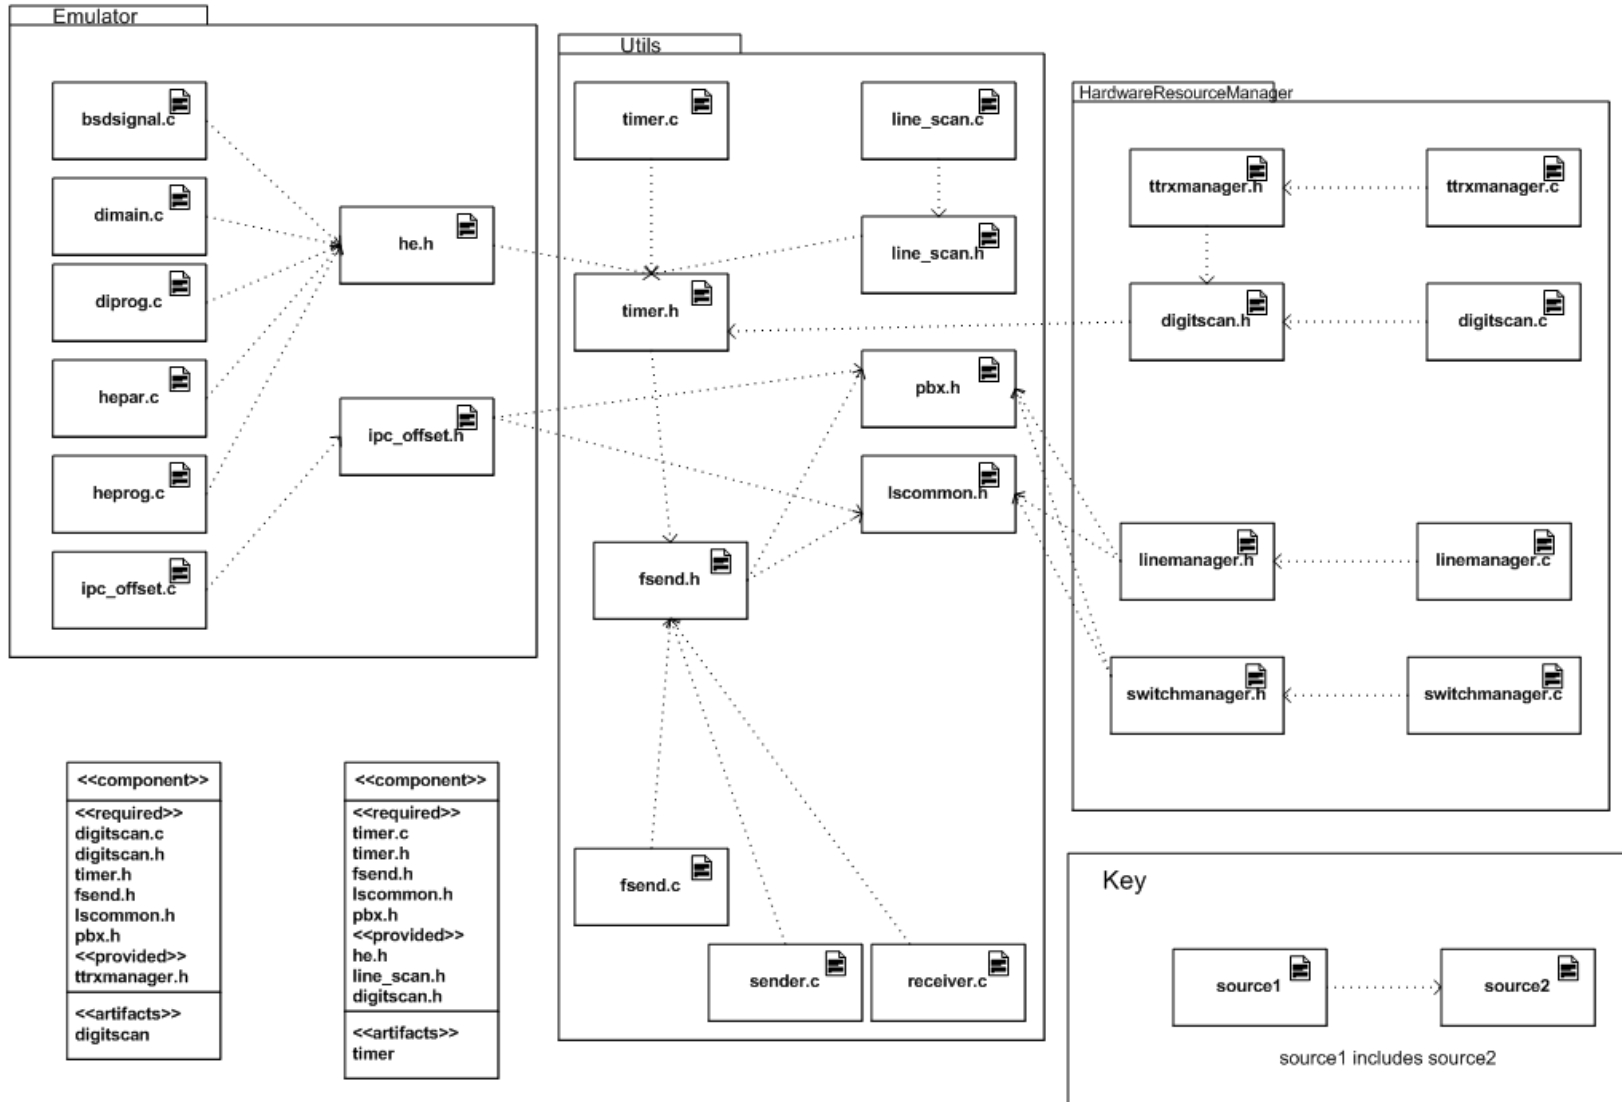 Emulator
bsdsignal.c
dimain.c
diprog.c
hepar.c
heprog.c
ipc_offset.c
he.h
ipc_offset.h
Utils
timer.c
line_scan.c
line_scan.h
timer.h
pbx.h
lscommon.h
fsend.h
fsend.c
sender.c
receiver.c
HardwareResourceManager
ttrxmanager.h
ttrxmanager.c
digitscan.h
digitscan.c
linemanager.h
linemanager.c
switchmanager.h
switchmanager.c
<<component>>
<<required>>
digitscan.c
digitscan.h
timer.h
fsend.h
lscommon.h
pbx.h
<<provided>>
ttrxmanager.h
<<artifacts>>
digitscan
<<component>>
<<required>>
timer.c
timer.h
fsend.h
lscommon.h
pbx.h
<<provided>>
he.h
line_scan.h
digitscan.h
<<artifacts>>
timer
Key
source1
source2
source1 includes source2